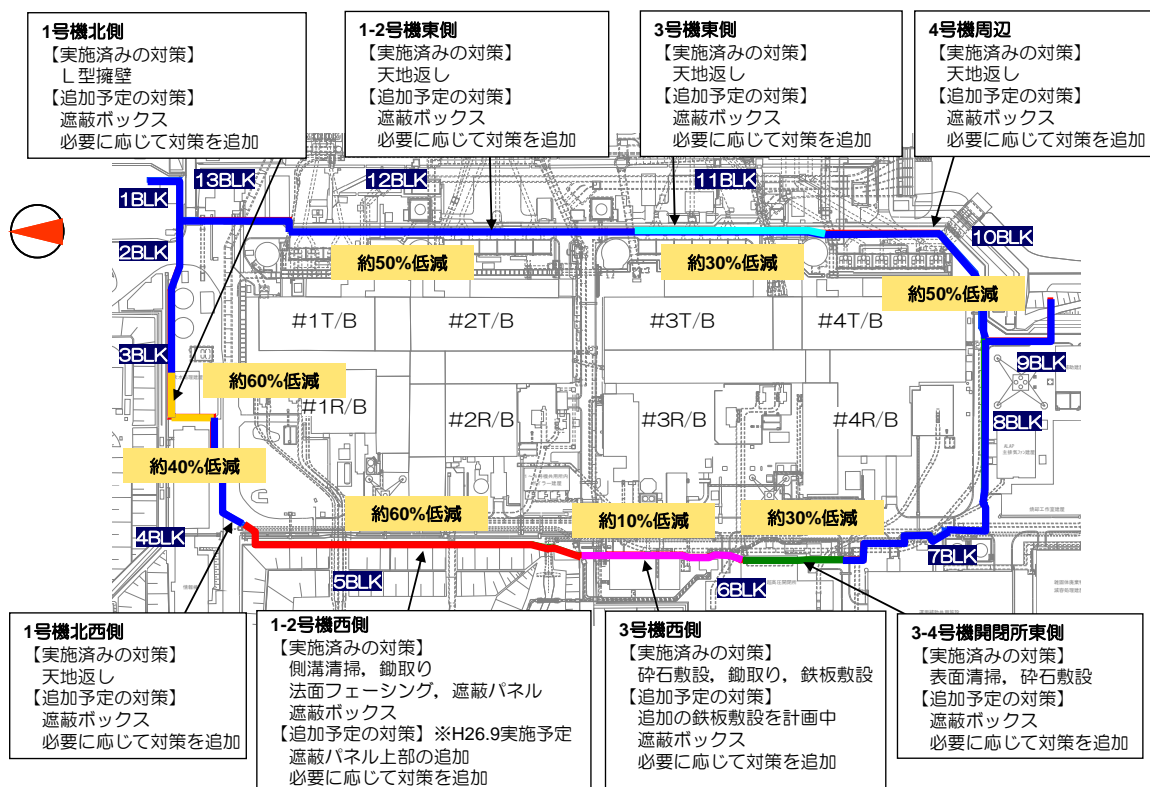 1号機北側
【実施済みの対策】
L型擁壁
【追加予定の対策】
遮蔽ボックス
必要に応じて対策を追加
1-2号機東側
【実施済みの対策】
天地返し
【追加予定の対策】
遮蔽ボックス
必要に応じて対策を追加
3号機東側
【実施済みの対策】
天地返し
【追加予定の対策】
遮蔽ボックス
必要に応じて対策を追加
4号機周辺
【実施済みの対策】
天地返し
【追加予定の対策】
遮蔽ボックス
必要に応じて対策を追加
1BLK
13BLK
12BLK
11BLK
10BLK
2BLK
約50%低減
約30%低減
約50%低減
#1T/B
#2T/B
#3T/B
#4T/B
3BLK
9BLK
約60%低減
#1R/B
#2R/B
#3R/B
#4R/B
8BLK
約40%低減
約60%低減
約10%低減
約30%低減
4BLK
5BLK
6BLK
7BLK
1号機北西側
【実施済みの対策】
天地返し
【追加予定の対策】
遮蔽ボックス
必要に応じて対策を追加
1-2号機西側
【実施済みの対策】
側溝清掃，鋤取り
法面フェーシング，遮蔽パネル
遮蔽ボックス
【追加予定の対策】※H26.9実施予定
遮蔽パネル上部の追加
必要に応じて対策を追加
3号機西側
【実施済みの対策】
砕石敷設，鋤取り，鉄板敷設
【追加予定の対策】
追加の鉄板敷設を計画中
遮蔽ボックス
必要に応じて対策を追加
3-4号機開閉所東側
【実施済みの対策】
表面清掃，砕石敷設
【追加予定の対策】
遮蔽ボックス
必要に応じて対策を追加